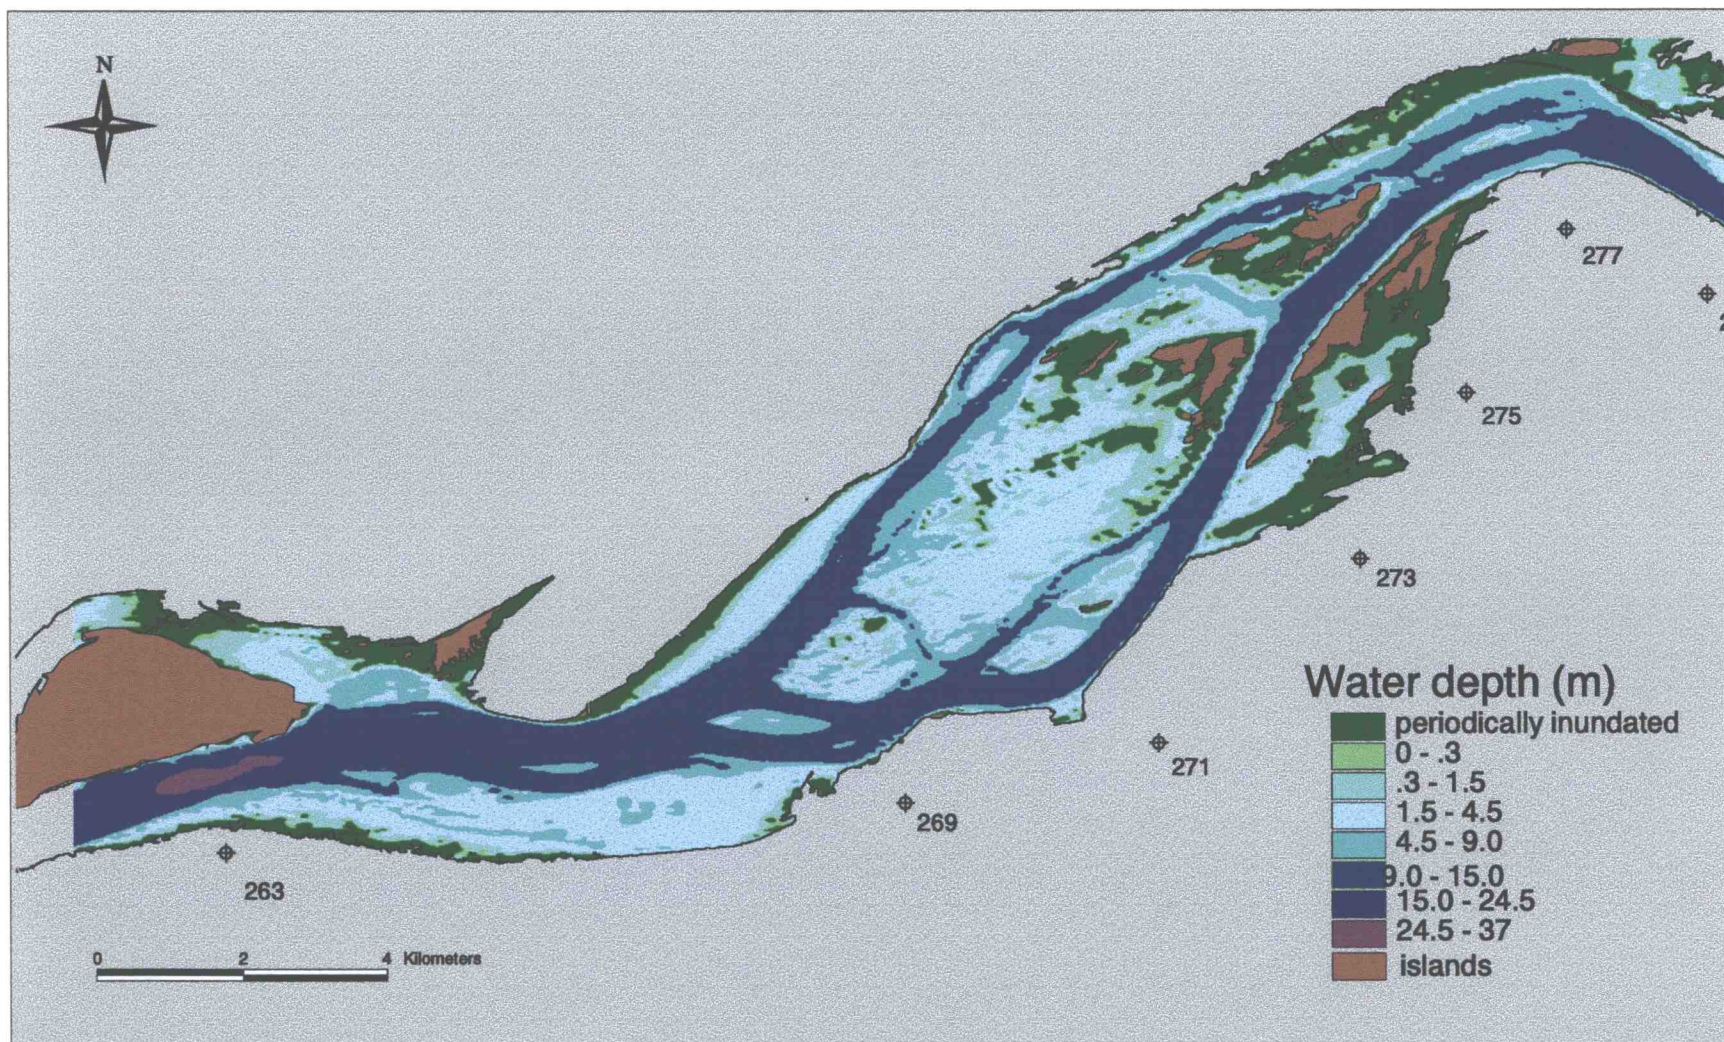 N
277
275
273
271
269
263
0 2 4 Kilometers
Water depth (m)
periodically inundated
0 - .3
.3 - 1.5
1.5 - 4.5
4.5 - 9.0
9.0 - 15.0
15.0 - 24.5
24.5 - 37
islands